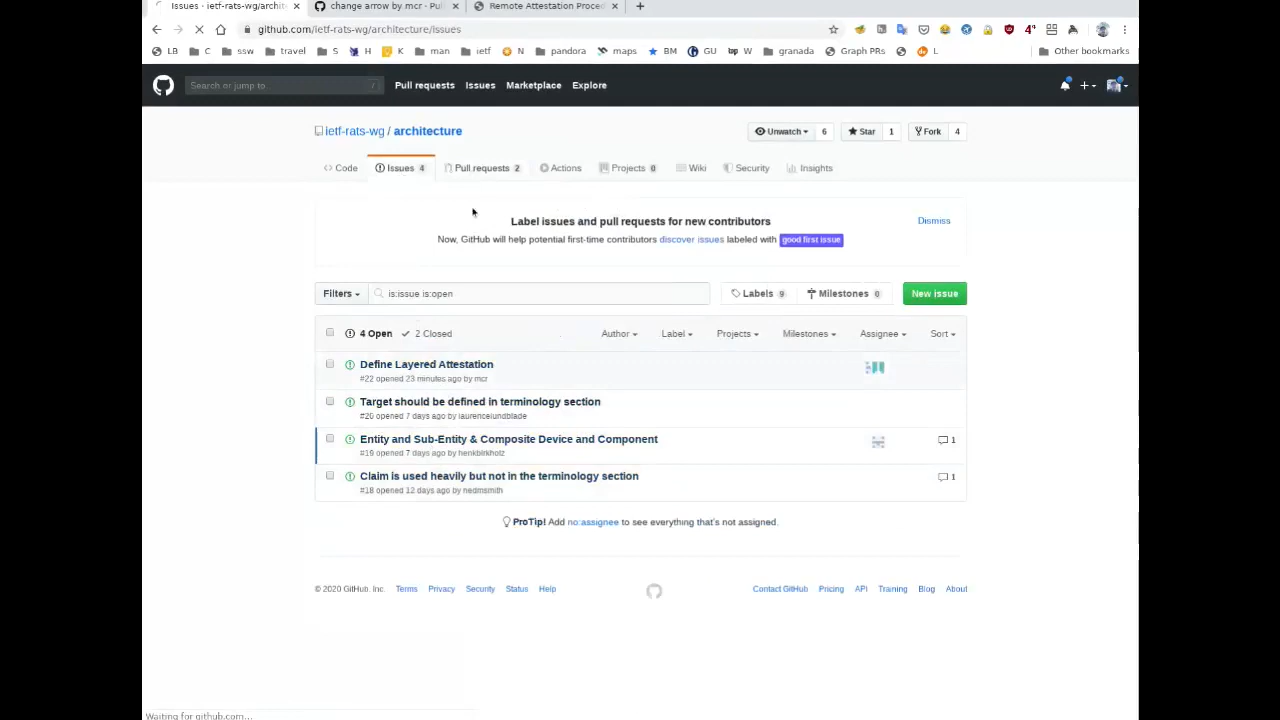 Issues · ietf-rats-wg/archit
change arrow by mcr · Pul
Remote Attestation Proced
github.com/ietf-rats-wg/architecture/issues
LB C ssw travel S H K man ietf N pandora maps BM GU W granada Graph PRs L Other bookmarks
Search or jump to...
/
Pull requests Issues Marketplace Explore
ietf-rats-wg / architecture
Unwatch 6 Star 1 Fork 4
Code Issues 4 Pull requests 2 Actions Projects 0 Wiki Security Insights
Label issues and pull requests for new contributors
Dismiss
Now, GitHub will help potential first-time contributors discover issues labeled with good first issue
Filters is:issue is:open Labels 9 Milestones 0 New issue
4 Open 2 Closed Author Label Projects Milestones Assignee Sort
Define Layered Attestation
#22 opened 23 minutes ago by mcr
Target should be defined in terminology section
#20 opened 7 days ago by laurencelundblade
Entity and Sub-Entity & Composite Device and Component
1
#19 opened 7 days ago by henkbirkholz
Claim is used heavily but not in the terminology section
1
#18 opened 12 days ago by nedmsmith
ProTip! Add no:assignee to see everything that's not assigned.
© 2020 GitHub, Inc. Terms Privacy Security Status Help Contact GitHub Pricing API Training Blog About
Waiting for github.com...